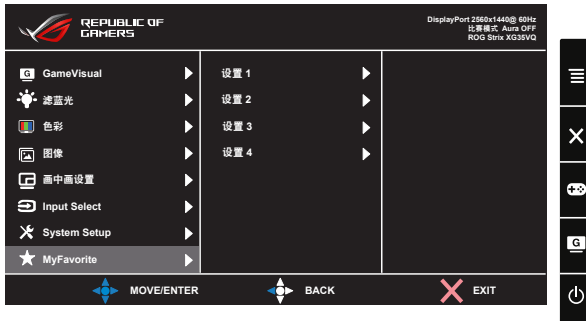 REPUBLIC OF
GAMERS
DisplayPort 2560x1440@ 60Hz
比赛模式 Aura OFF
ROG Strix XG35VQ
G GameVisual
设置 1
滤蓝光
设置 2
色彩
设置 3
图像
设置 4
画中画设置
Input Select
System Setup
MyFavorite
MOVE/ENTER
BACK
EXIT
G